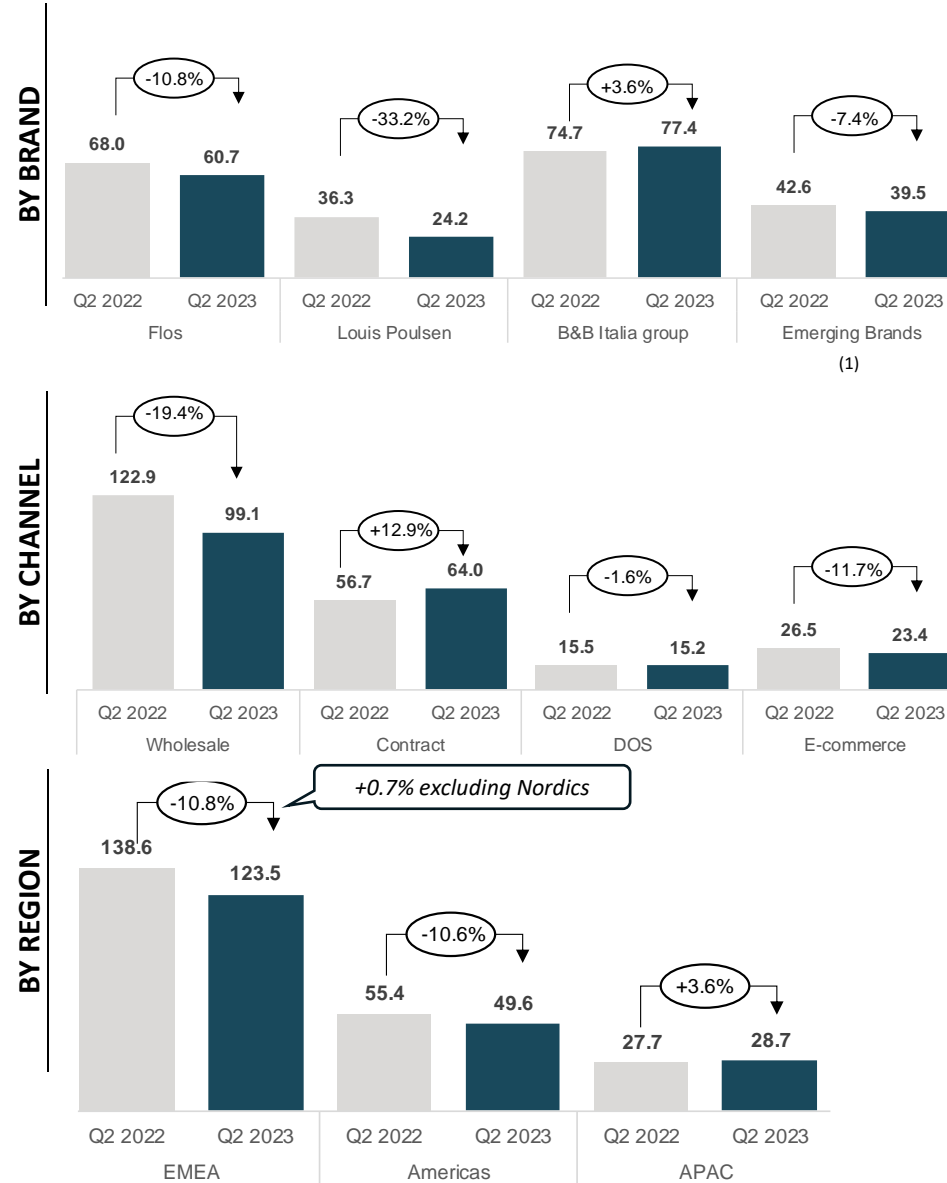 BY BRAND
-10.8%
-33.2%
+3.6%
-7.4%
68.0
60.7
36.3
24.2
74.7
77.4
42.6
39.5
Q2 2022
Q2 2023
Q2 2022
Q2 2023
Q2 2022
Q2 2023
Q2 2022
Q2 2023
Flos
Louis Poulsen
B&B Italia group
Emerging Brands
(1)
BY CHANNEL
-19.4%
+12.9%
-1.6%
-11.7%
122.9
99.1
56.7
64.0
15.5
15.2
26.5
23.4
Q2 2022
Q2 2023
Q2 2022
Q2 2023
Q2 2022
Q2 2023
Q2 2022
Q2 2023
Wholesale
Contract
DOS
E-commerce
BY REGION
-10.8%
+0.7% excluding Nordics
-10.6%
+3.6%
138.6
123.5
55.4
49.6
27.7
28.7
Q2 2022
Q2 2023
Q2 2022
Q2 2023
Q2 2022
Q2 2023
EMEA
Americas
APAC